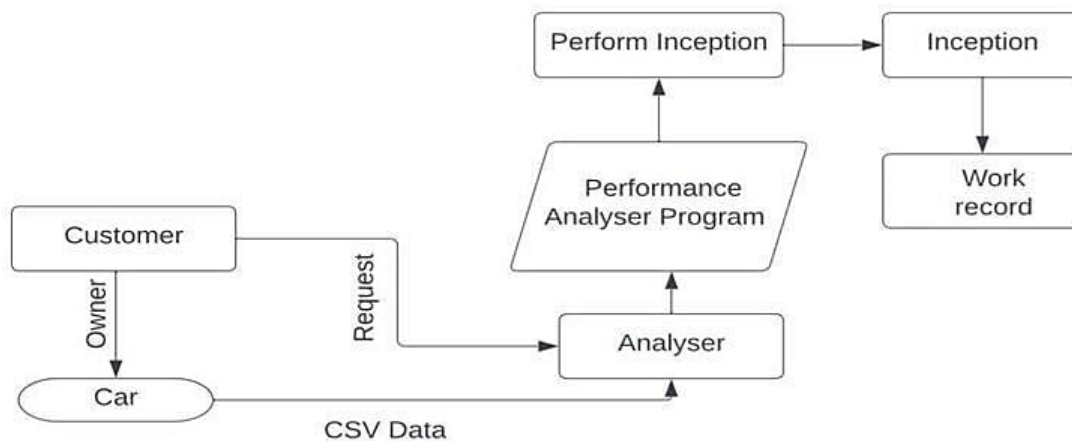 Perform Inception
Inception
Performance
Analyser Program
Work
record
Customer
Owner
Request
Analyser
Car
CSV Data